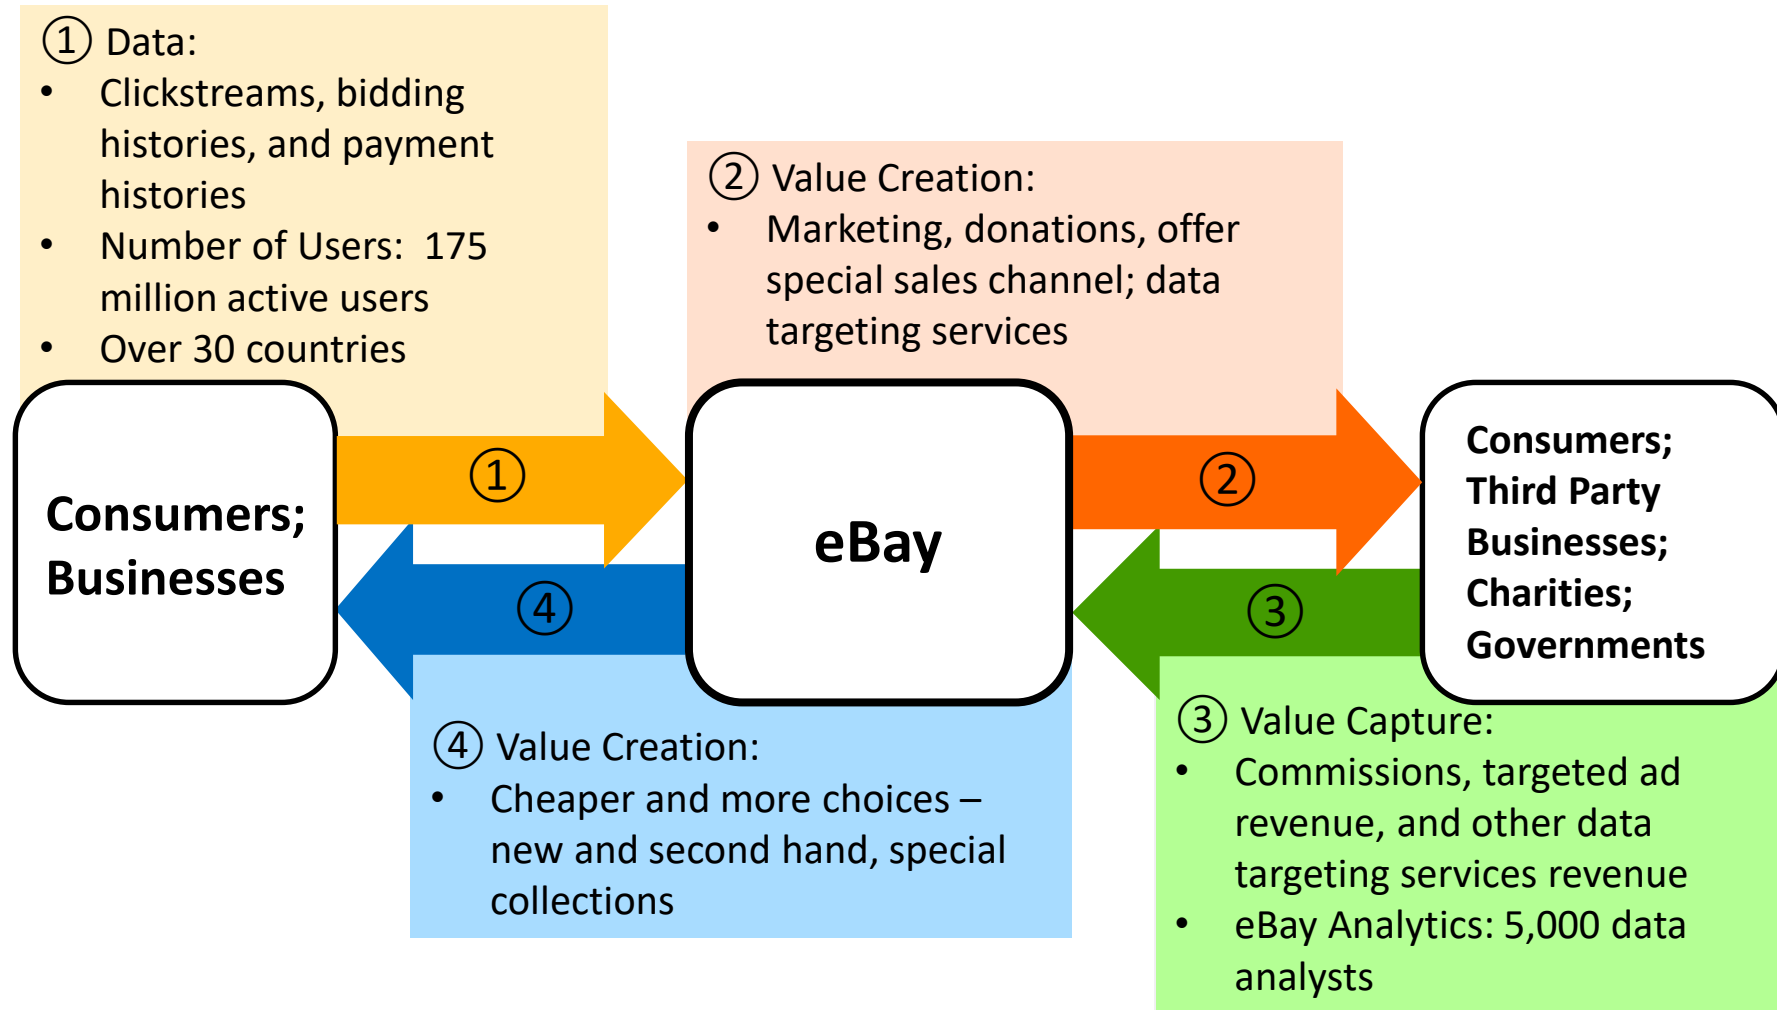 ① Data:
• Clickstreams, bidding
histories, and payment
histories
• Number of Users: 175
million active users
• Over 30 countries
② Value Creation:
• Marketing, donations, offer
special sales channel; data
targeting services
Consumers;
Businesses
①
eBay
②
Consumers;
Third Party
Businesses;
Charities;
Governments
④
③
④ Value Creation:
• Cheaper and more choices –
new and second hand, special
collections
③ Value Capture:
• Commissions, targeted ad
revenue, and other data
targeting services revenue
• eBay Analytics: 5,000 data
analysts